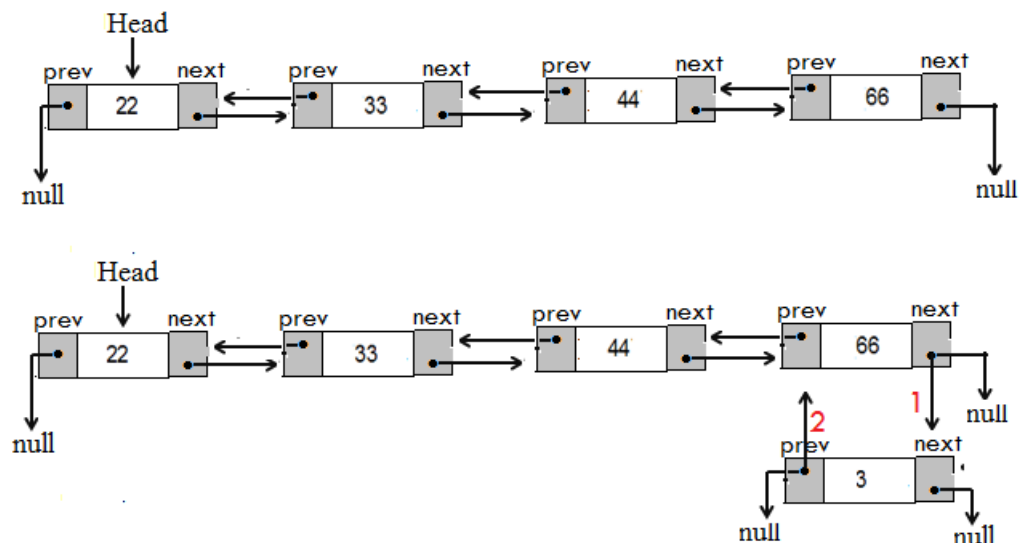 Head
prev next prev next prev next prev next
22 33 44 66
null null
Head
prev next prev next prev next prev next
22 33 44 66
null null
1
2
prev next
3
null null